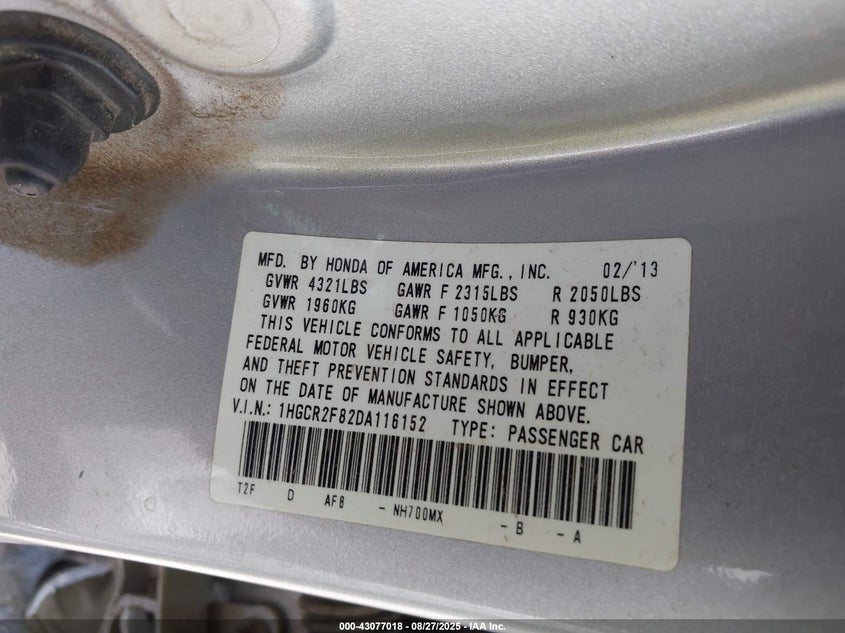 MFD. BY HONDA OF AMERICA MFG., INC. 02/'13
GVWR 4321LBS GAWR F 2315LBS R 2050LBS
GVWR 1960KG GAWR F 1050KG R 930KG
THIS VEHICLE CONFORMS TO ALL APPLICABLE
FEDERAL MOTOR VEHICLE SAFETY, BUMPER,
AND THEFT PREVENTION STANDARDS IN EFFECT
ON THE DATE OF MANUFACTURE SHOWN ABOVE.
V.I.N.: 1HGCR2F82DA116152 TYPE: PASSENGER CAR
T2F D AF8 - NH700MX - B - A
000-43077018 - 08/27/2025 - IAA Inc.